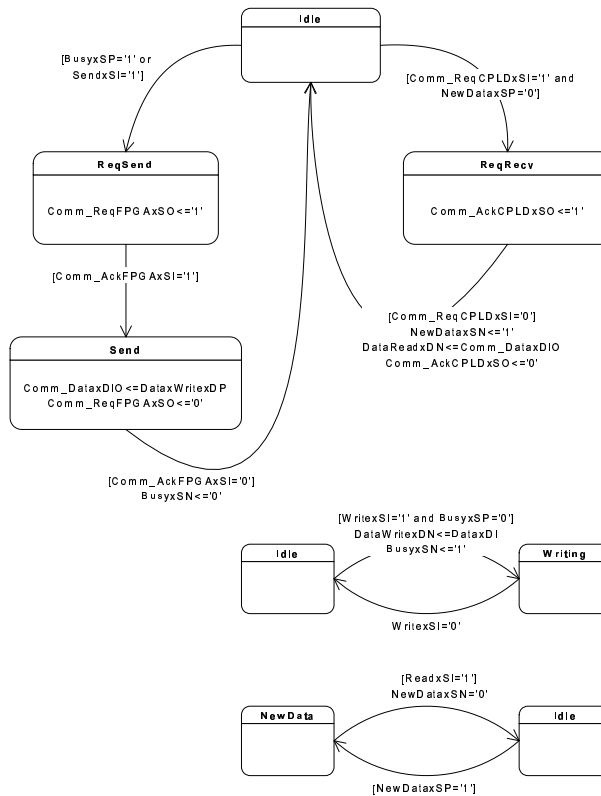 Idle
[BusyxSP='1' or
SendxSI='1']
[Comm_ReqCPLDxSI='1' and
NewDataxSP='0']
ReqSend
Comm_ReqFPGAxSO<='1'
ReqRecv
Comm_AckCPLDxSO<='1'
[Comm_AckFPGAxSI='1']
[Comm_ReqCPLDxSI='0']
NewDataxSN<='1'
DataReadxDN<=Comm_DataxDIO
Comm_AckCPLDxSO<='0'
Send
Comm_DataxDIO<=DataxWritexDP
Comm_ReqFPGAxSO<='0'
[Comm_AckFPGAxSI='0']
BusyxSN<='0'
[WritexSI='1' and BusyxSP='0']
DataWritexDN<=DataxDI
BusyxSN<='1'
Idle
Writing
WritexSI='0'
[ReadxSI='1']
NewDataxSN='0'
NewData
Idle
[NewDataxSP='1']